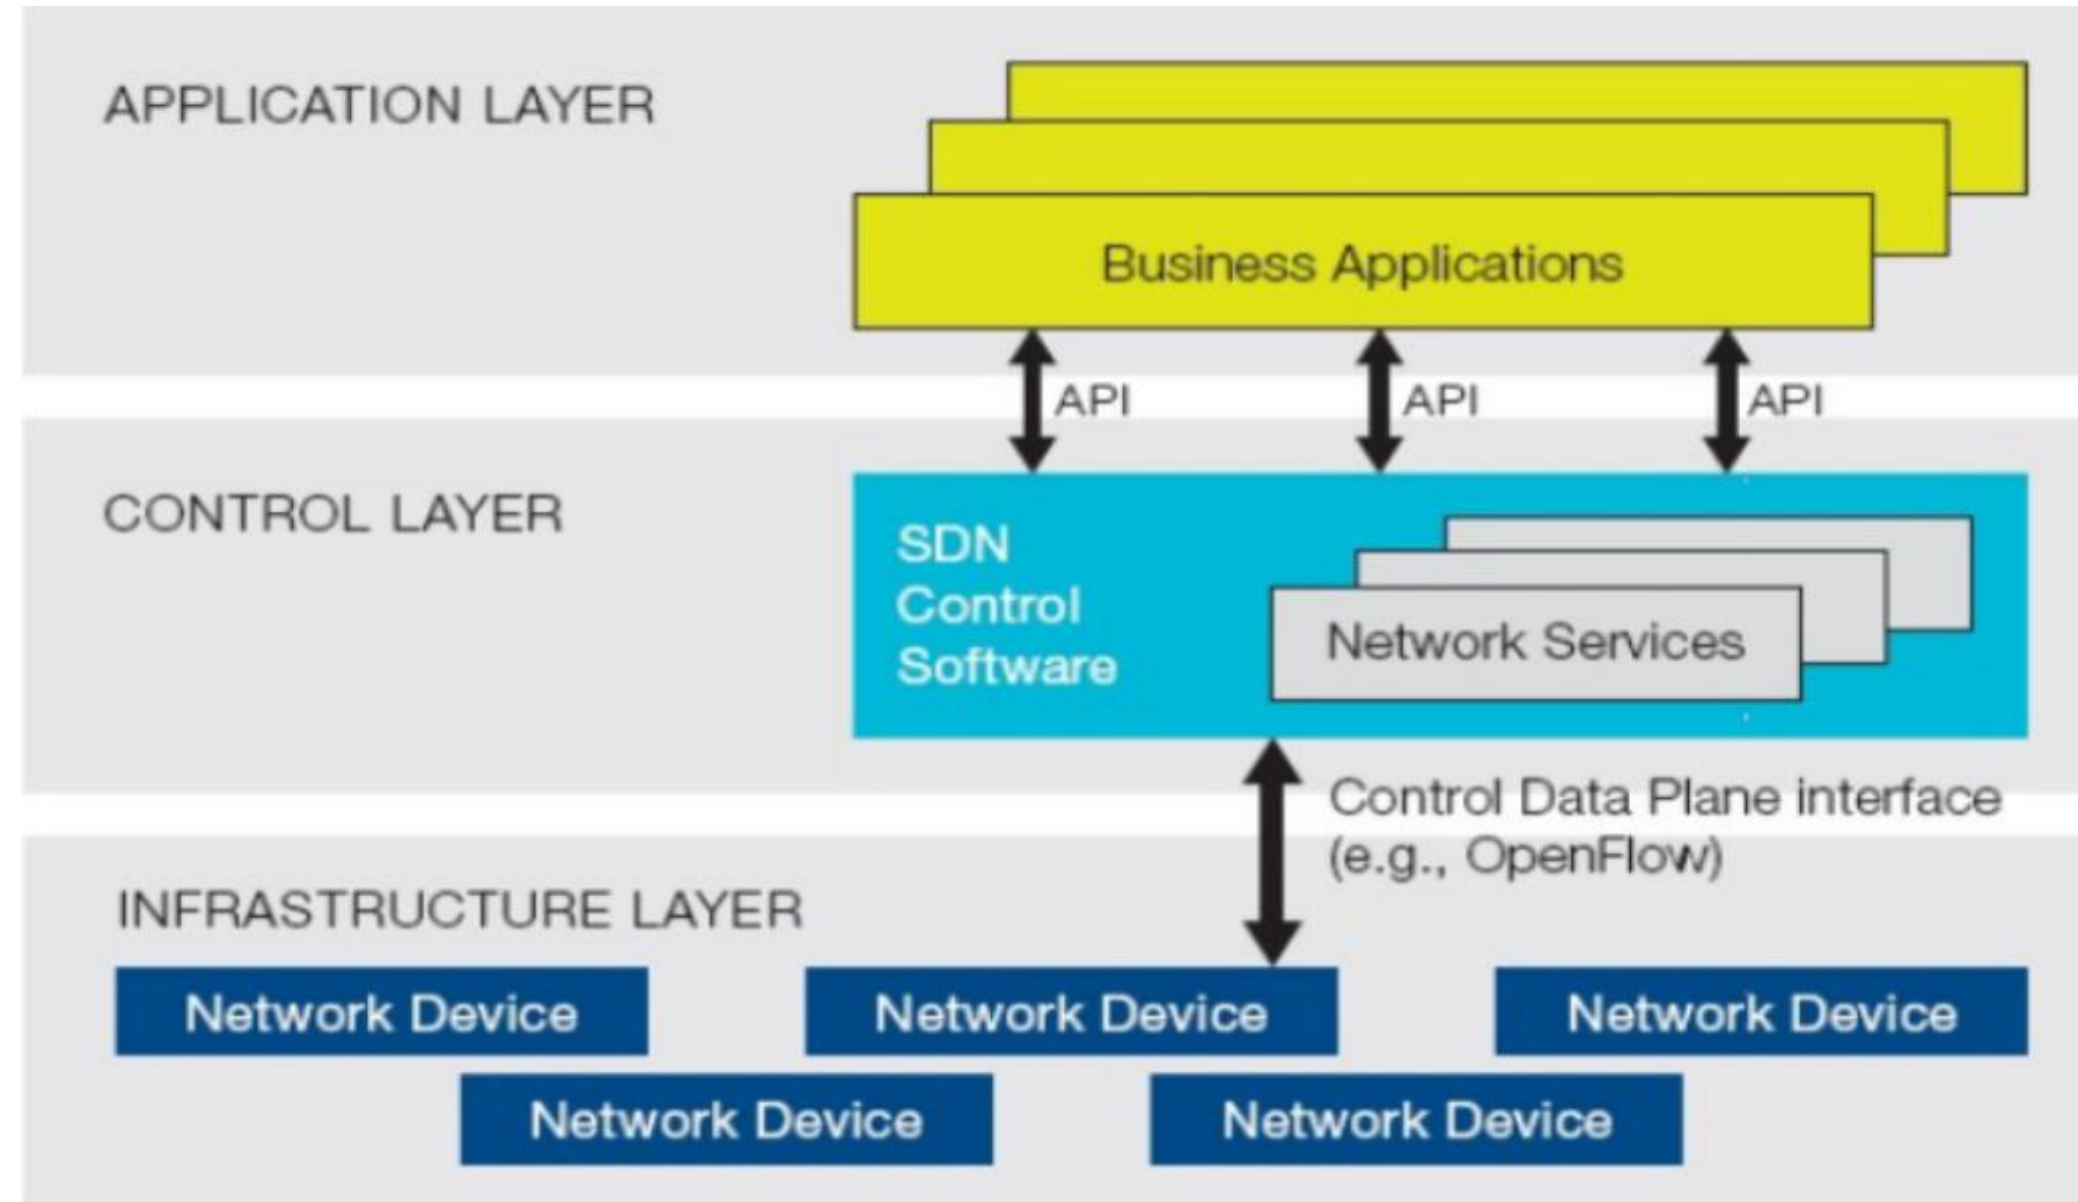 APPLICATION LAYER
Business Applications
API
API
API
CONTROL LAYER
SDN
Control
Software
Network Services
Control Data Plane interface
(e.g., OpenFlow)
INFRASTRUCTURE LAYER
Network Device
Network Device
Network Device
Network Device
Network Device